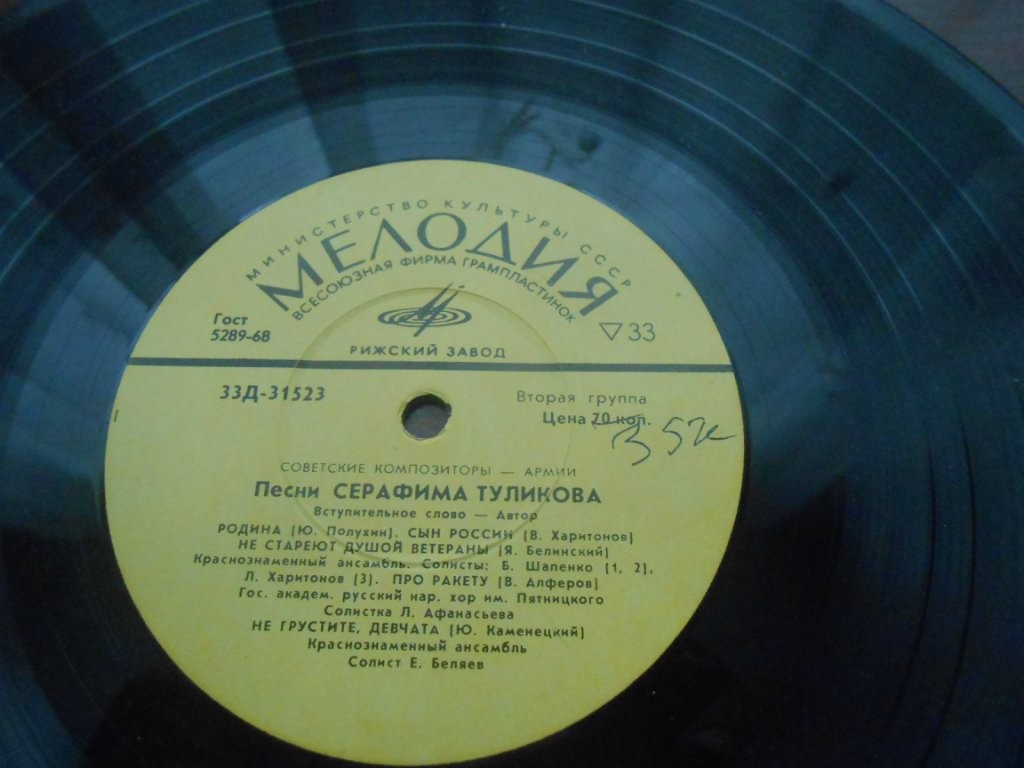 МИНИСТЕРСТВО КУЛЬТУРЫ СССР
МЕЛОДИЯ
ВСЕСОЮЗНАЯ ФИРМА ГРАМПЛАСТИНОК
Гост
5289-68
33
РИЖСКИЙ ЗАВОД
33Д-31523
Вторая группа
Цена 70 коп.
35к
СОВЕТСКИЕ КОМПОЗИТОРЫ — АРМИИ
Песни СЕРАФИМА ТУЛИКОВА
Вступительное слово — Автор
РОДИНА (Ю. Полухин). СЫН РОССИИ (В. Харитонов)
НЕ СТАРЕЮТ ДУШОЙ ВЕТЕРАНЫ (Я. Белинский)
Краснознаменный ансамбль. Солисты: Б. Шапенко (1, 2),
Л. Харитонов (3). ПРО РАКЕТУ (В. Алферов)
Гос. академ. русский нар. хор им. Пятницкого
Солистка Л. Афанасьева
НЕ ГРУСТИТЕ, ДЕВЧАТА (Ю. Каменецкий)
Краснознаменный ансамбль
Солист Е. Беляев